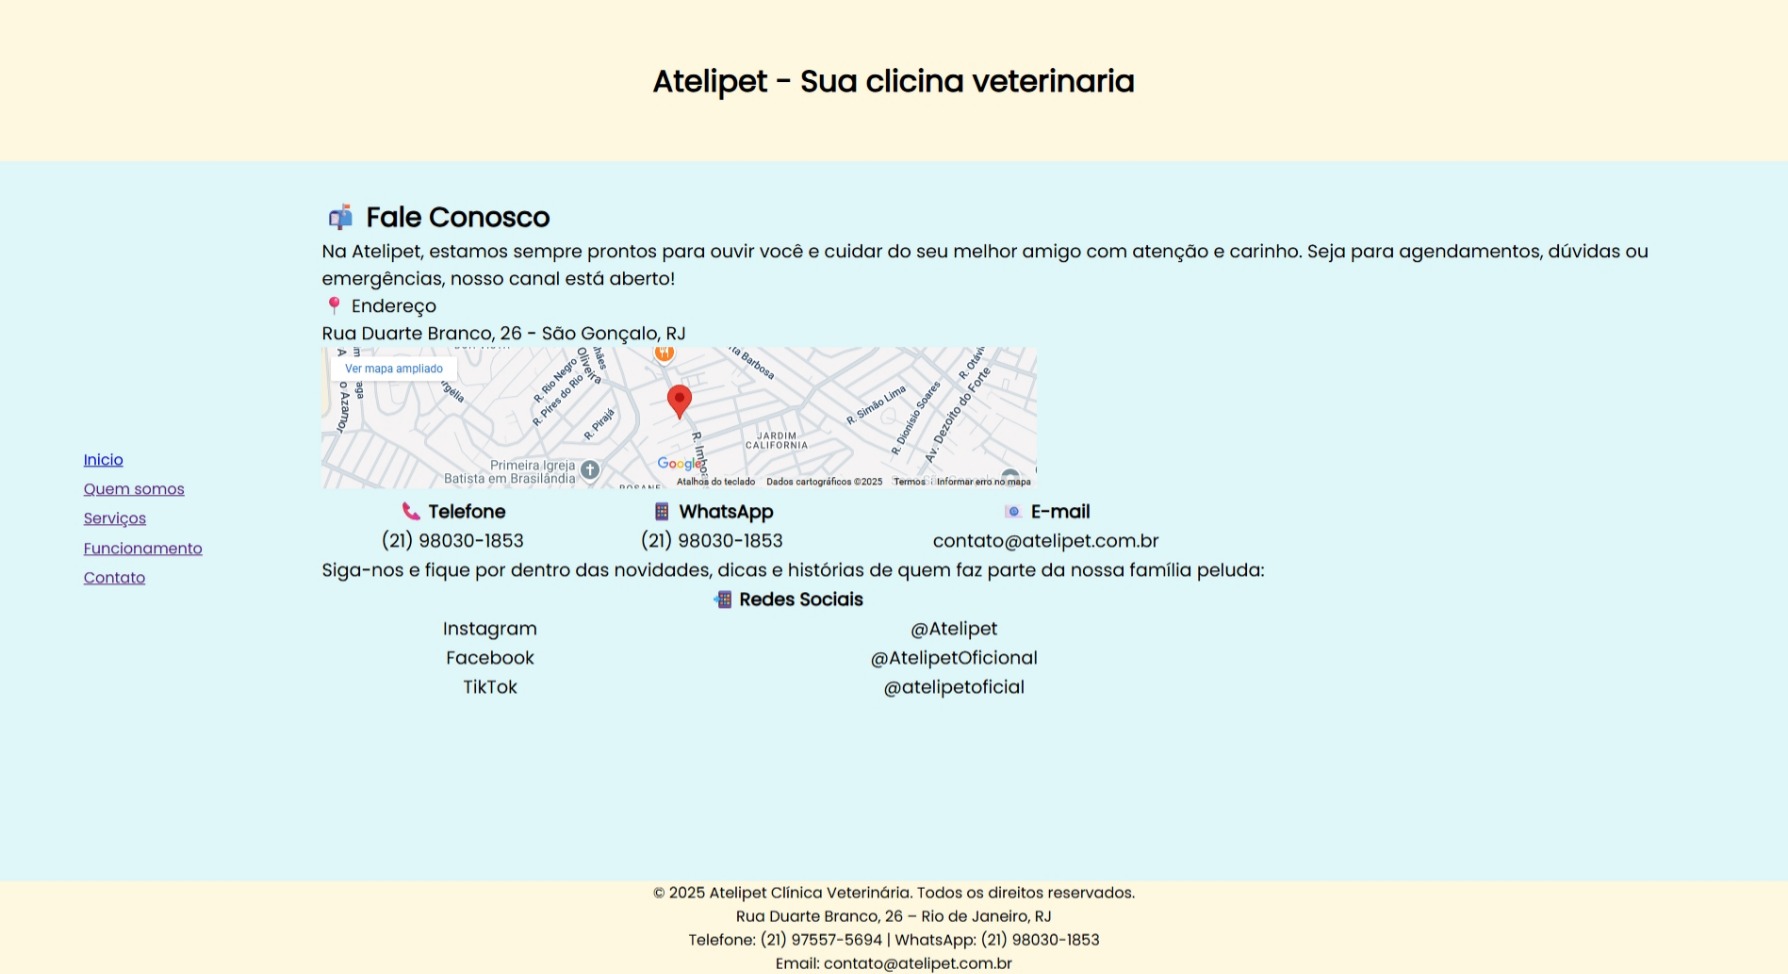 Atelipet - Sua clicina veterinaria
Inicio
Quem somos
Serviços
Funcionamento
Contato
📬 Fale Conosco
Na Atelipet, estamos sempre prontos para ouvir você e cuidar do seu melhor amigo com atenção e carinho. Seja para agendamentos, dúvidas ou
emergências, nosso canal está aberto!
📍 Endereço
Rua Duarte Branco, 26 - São Gonçalo, RJ
Ver mapa ampliado
R. Rio Negro
R. Pires do Rio
R. Pirajá
Oliveira
Barbosa
R. Simão Lima
R. Dionísio Soares
Av. Dezoito do Forte
JARDIM
CALIFORNIA
Primeira Igreja
Batista em Brasilândia
Google
Atalhos do teclado Dados cartográficos ©2025 Termos Informar erro no mapa
📞 Telefone 📱 WhatsApp 📧 E-mail
(21) 98030-1853 (21) 98030-1853 contato@atelipet.com.br
Siga-nos e fique por dentro das novidades, dicas e histórias de quem faz parte da nossa família peluda:
📲 Redes Sociais
Instagram @Atelipet
Facebook @AtelipetOficional
TikTok @atelipetoficial
© 2025 Atelipet Clínica Veterinária. Todos os direitos reservados.
Rua Duarte Branco, 26 – Rio de Janeiro, RJ
Telefone: (21) 97557-5694 | WhatsApp: (21) 98030-1853
Email: contato@atelipet.com.br